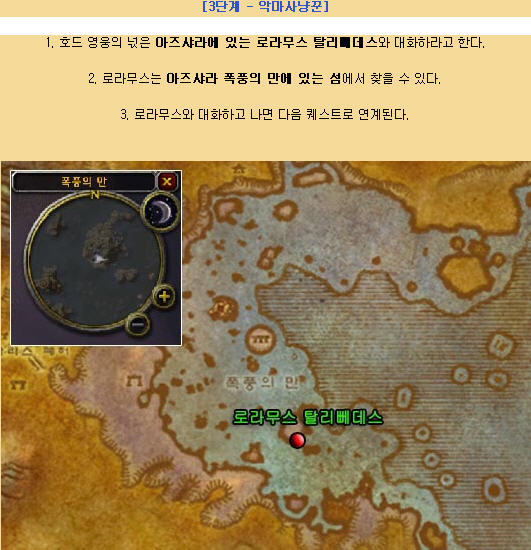 [3단계 - 악마사냥꾼]
1. 호드 영웅의 넋은 아즈샤라에 있는 로라무스 탈리뻬데스와 대화하라고 한다.
2. 로라무스는 아즈샤라 폭풍의 만에 있는 섬에서 찾을 수 있다.
3. 로라무스와 대화하고 나면 다음 퀘스트로 연계된다.
폭풍의 만
N
폭풍의 만
로라무스 탈리뻬데스